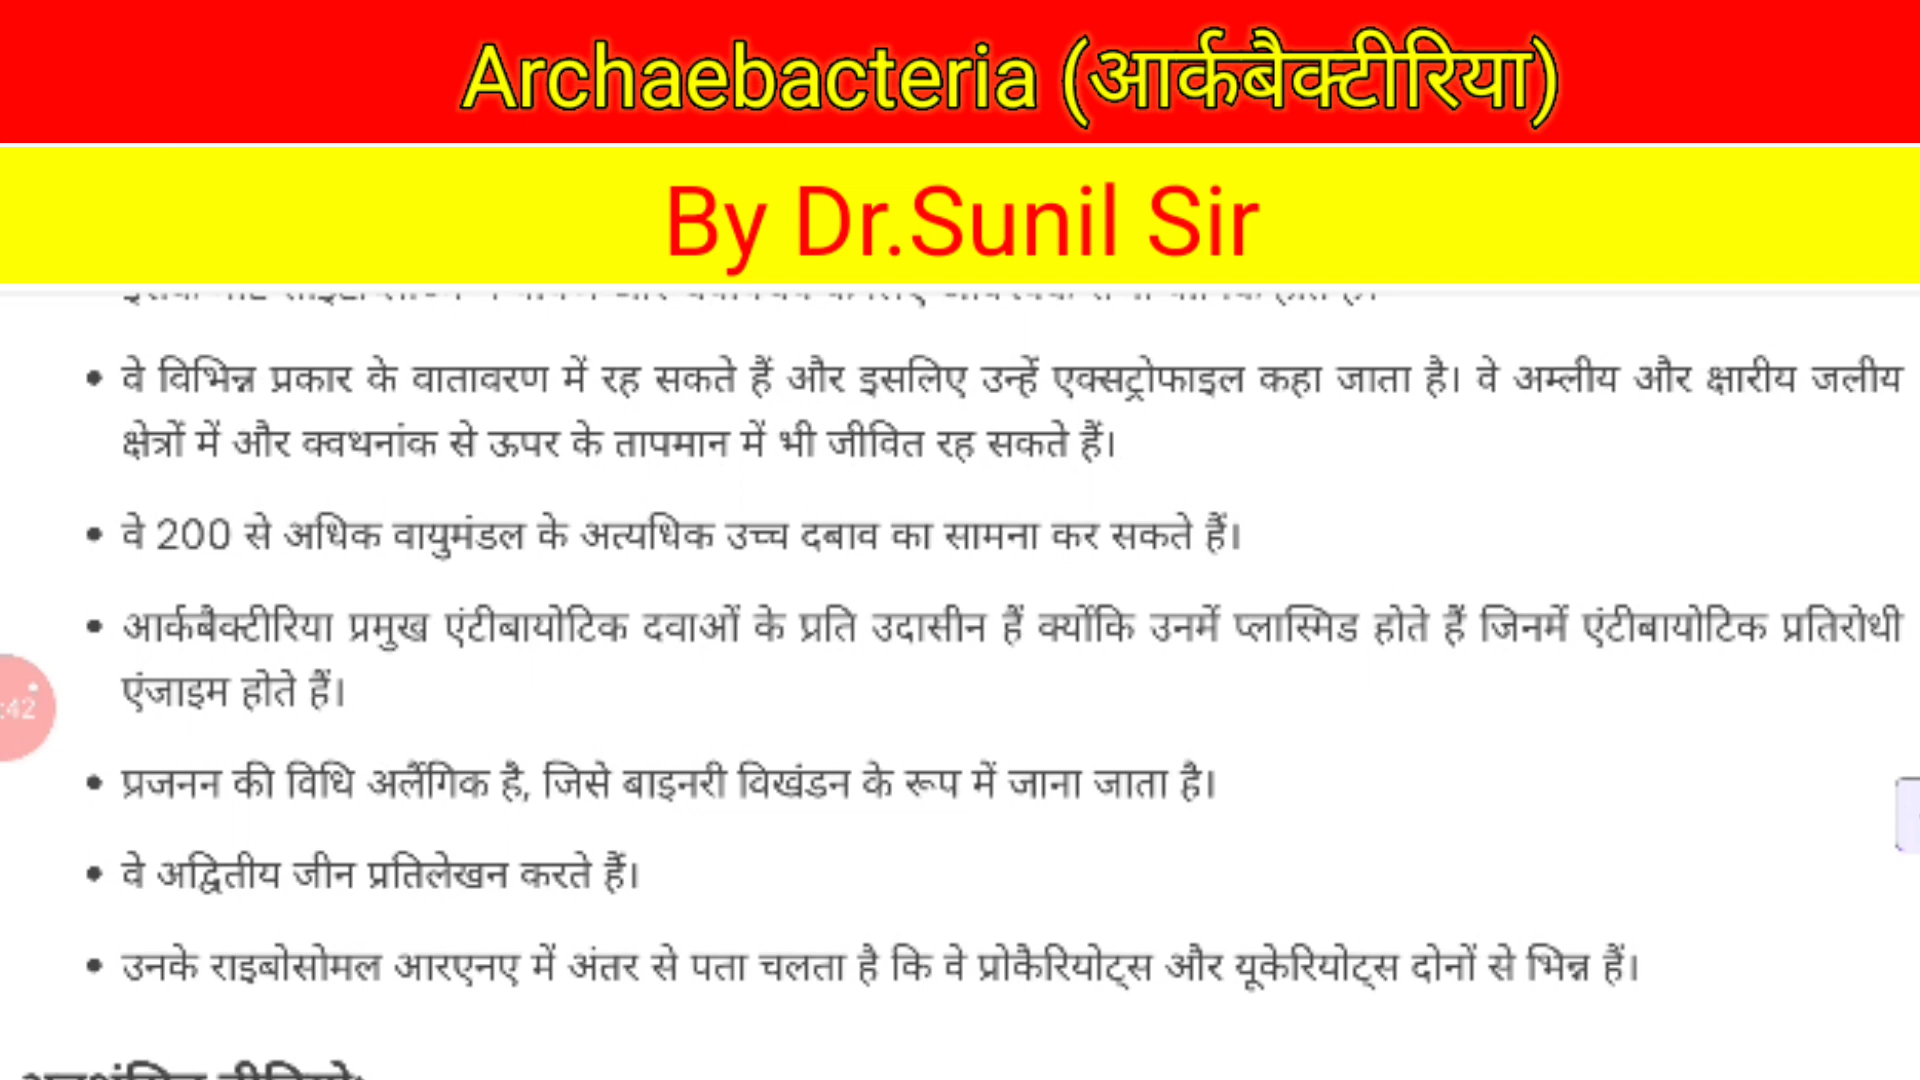 Archaebacteria (आर्कबैक्टीरिया)
By Dr.Sunil Sir
• वे विभिन्न प्रकार के वातावरण में रह सकते हैं और इसलिए उन्हें एक्सट्रोफाइल कहा जाता है। वे अम्लीय और क्षारीय जलीय
क्षेत्रों में और क्वथनांक से ऊपर के तापमान में भी जीवित रह सकते हैं।
• वे 200 से अधिक वायुमंडल के अत्यधिक उच्च दबाव का सामना कर सकते हैं।
• आर्कबैक्टीरिया प्रमुख एंटीबायोटिक दवाओं के प्रति उदासीन हैं क्योंकि उनमें प्लास्मिड होते हैं जिनमें एंटीबायोटिक प्रतिरोधी
एंजाइम होते हैं।
:42
• प्रजनन की विधि अलैंगिक है, जिसे बाइनरी विखंडन के रूप में जाना जाता है।
• वे अद्वितीय जीन प्रतिलेखन करते हैं।
• उनके राइबोसोमल आरएनए में अंतर से पता चलता है कि वे प्रोकैरियोट्स और यूकेरियोट्स दोनों से भिन्न हैं।